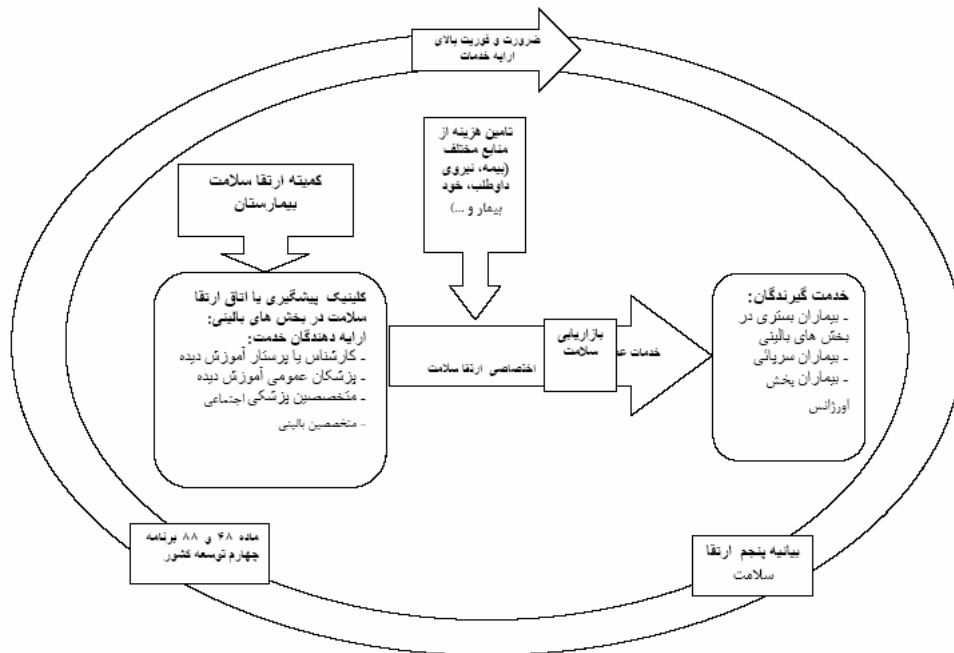 ضرورت و فوریت بالای
ارایه خدمات
تامین هزینه از
منابع مختلف
(بیمه، نیروی
داوطلب، خود
بیمار و ...)
کمیته ارتقا سلامت
بیمارستان
کلینیک پیشگیری یا اتاق ارتقا
سلامت در بخش های بالینی:
ارایه دهندگان خدمت:
ـ کارشناس یا پرستار آموزش دیده
ـ پزشکان عمومی آموزش دیده
ـ متخصصین پزشکی اجتماعی
- متخصصین بالینی
خدمات
اختصاصی ارتقا سلامت
بازاریابی
سلامت
خدمت گیرندگان:
ـ بیماران بستری در
بخش های بالینی
ـ بیماران سرپائی
ـ بیماران بخش
اورژانس
ماده ۴۸ و ۸۸ برنامه
چهارم توسعه کشور
بیانیه پنجم ارتقا
سلامت